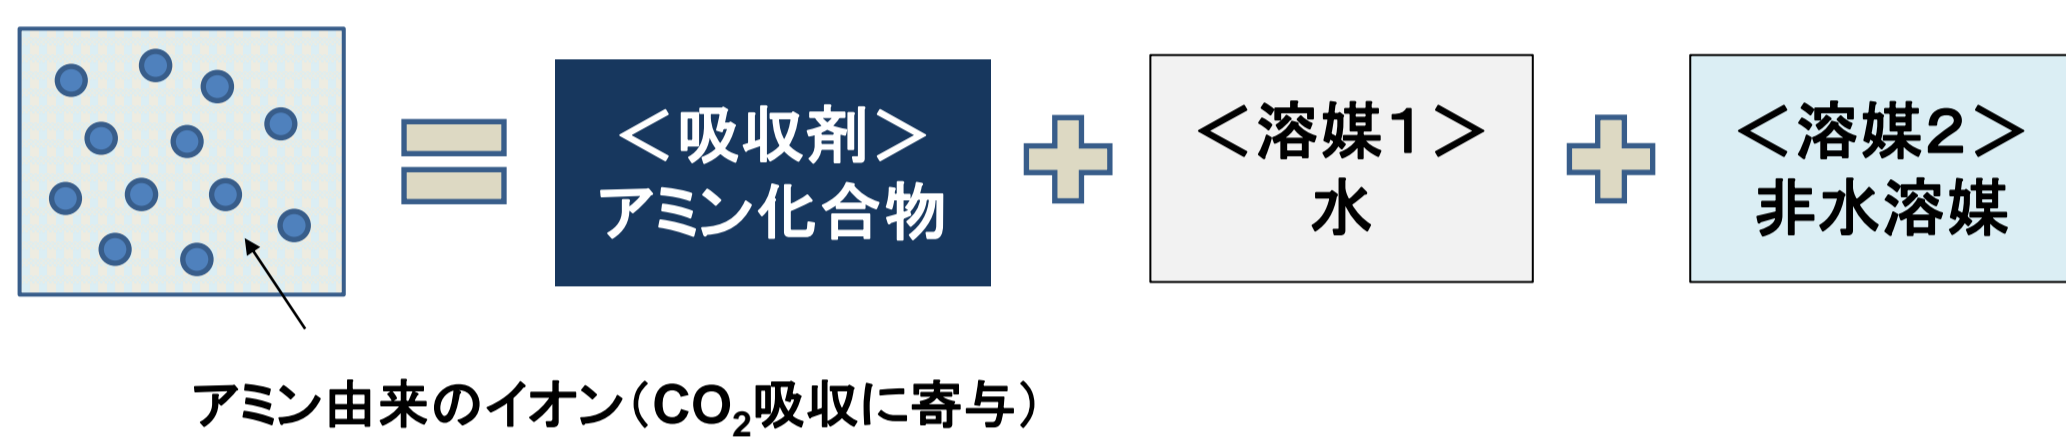 ＜吸収剤＞
アミン化合物
＜溶媒１＞
水
＜溶媒２＞
非水溶媒
アミン由来のイオン（CO₂吸収に寄与）